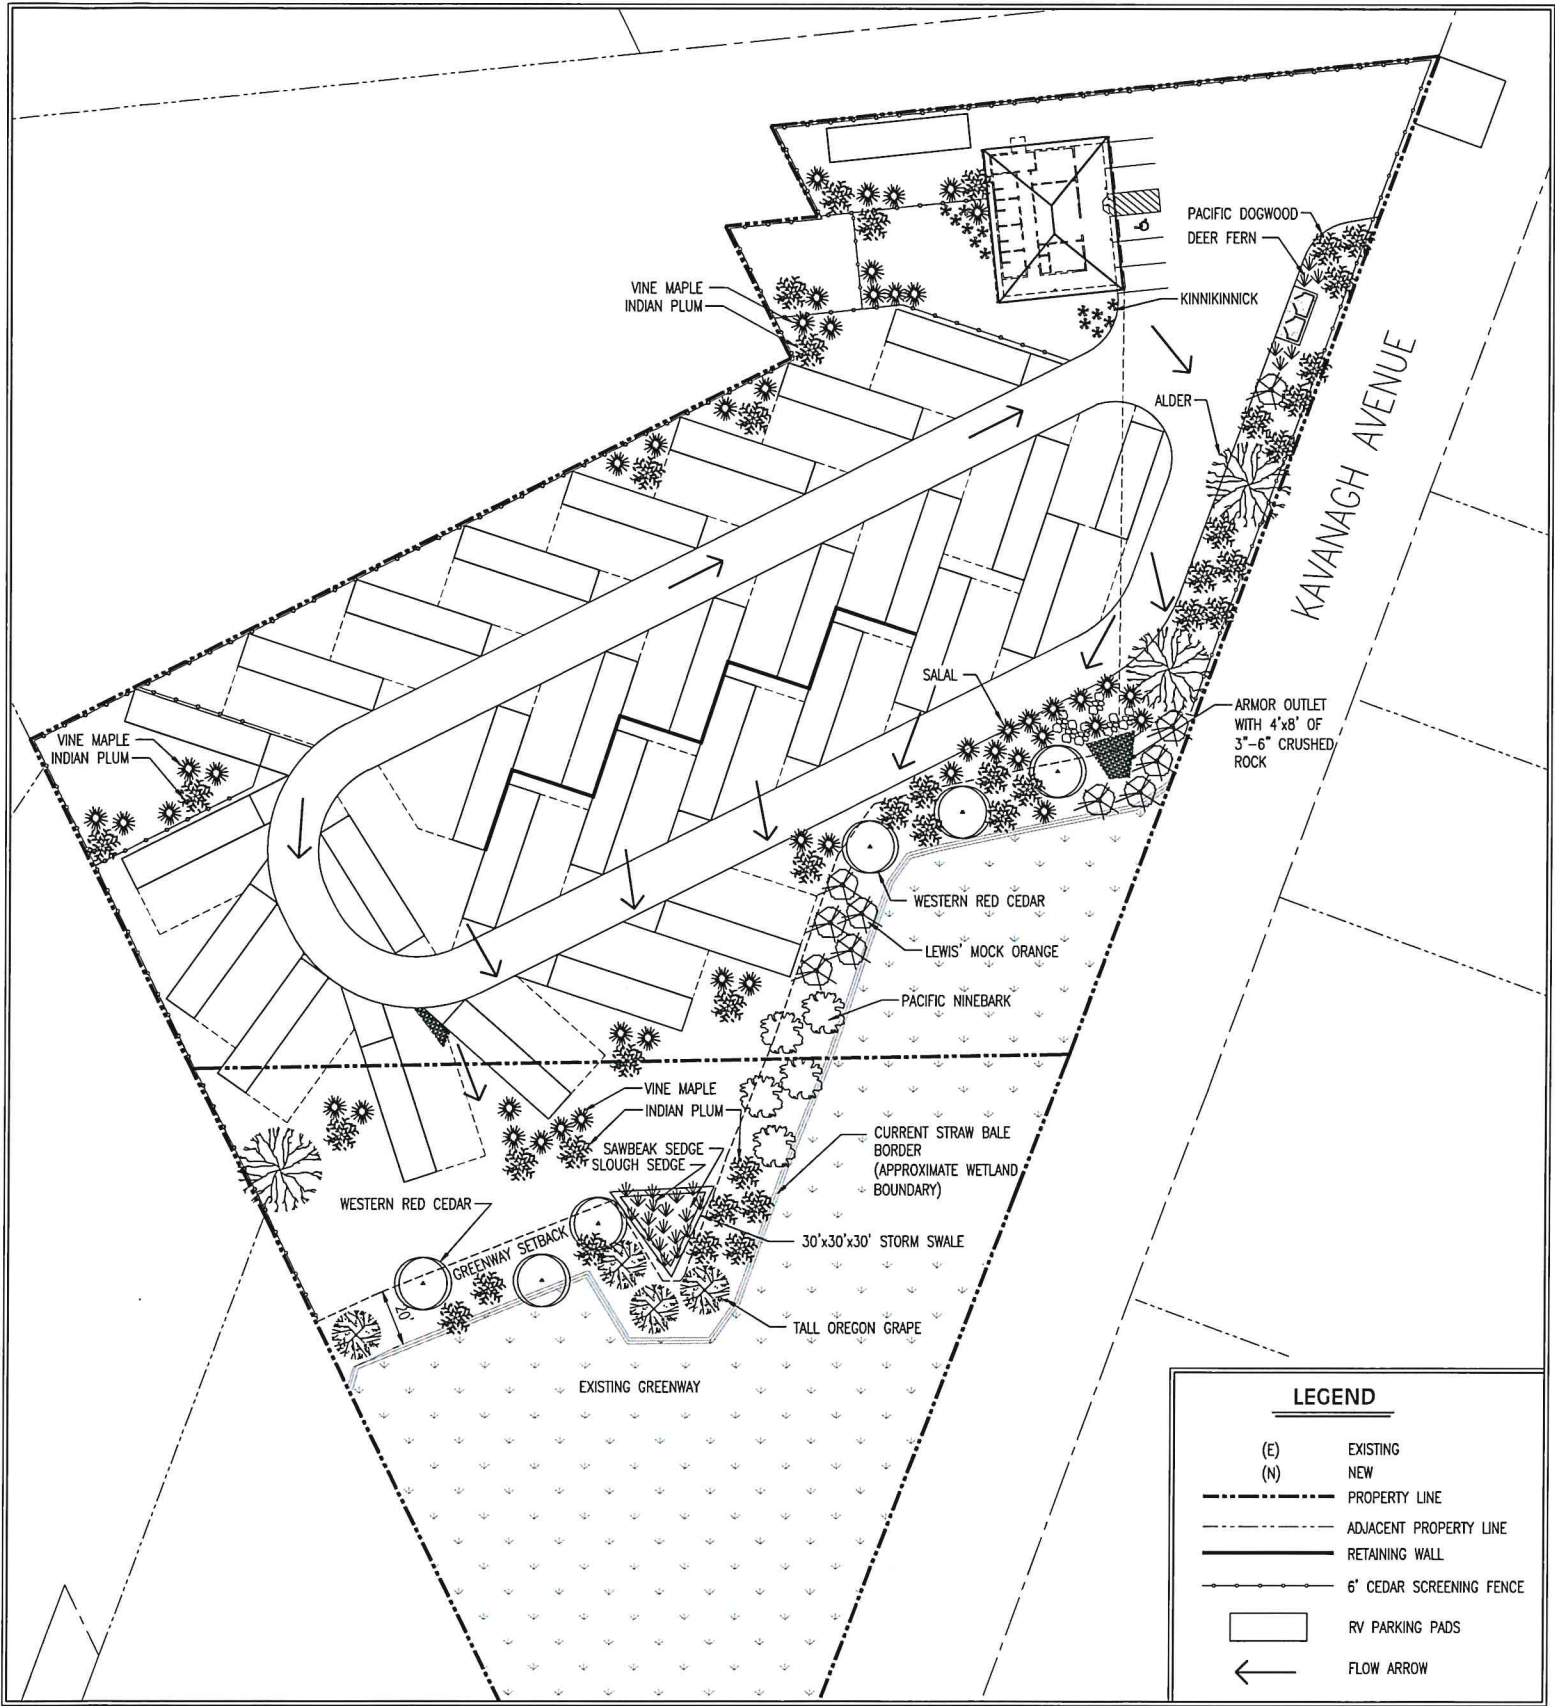 PACIFIC DOGWOOD
DEER FERN
VINE MAPLE
INDIAN PLUM
KINNIKINNICK
KAVANAGH AVENUE
ALDER
SALAL
ARMOR OUTLET
WITH 4'x8' OF
3"-6" CRUSHED
ROCK
VINE MAPLE
INDIAN PLUM
WESTERN RED CEDAR
LEWIS' MOCK ORANGE
PACIFIC NINEBARK
VINE MAPLE
INDIAN PLUM
SAWBEAK SEDGE
SLOUGH SEDGE
CURRENT STRAW BALE
BORDER
(APPROXIMATE WETLAND
BOUNDARY)
WESTERN RED CEDAR
GREENWAY SETBACK
30'x30'x30' STORM SWALE
20'
TALL OREGON GRAPE
EXISTING GREENWAY
LEGEND
(E) EXISTING
(N) NEW
PROPERTY LINE
ADJACENT PROPERTY LINE
RETAINING WALL
6' CEDAR SCREENING FENCE
RV PARKING PADS
FLOW ARROW